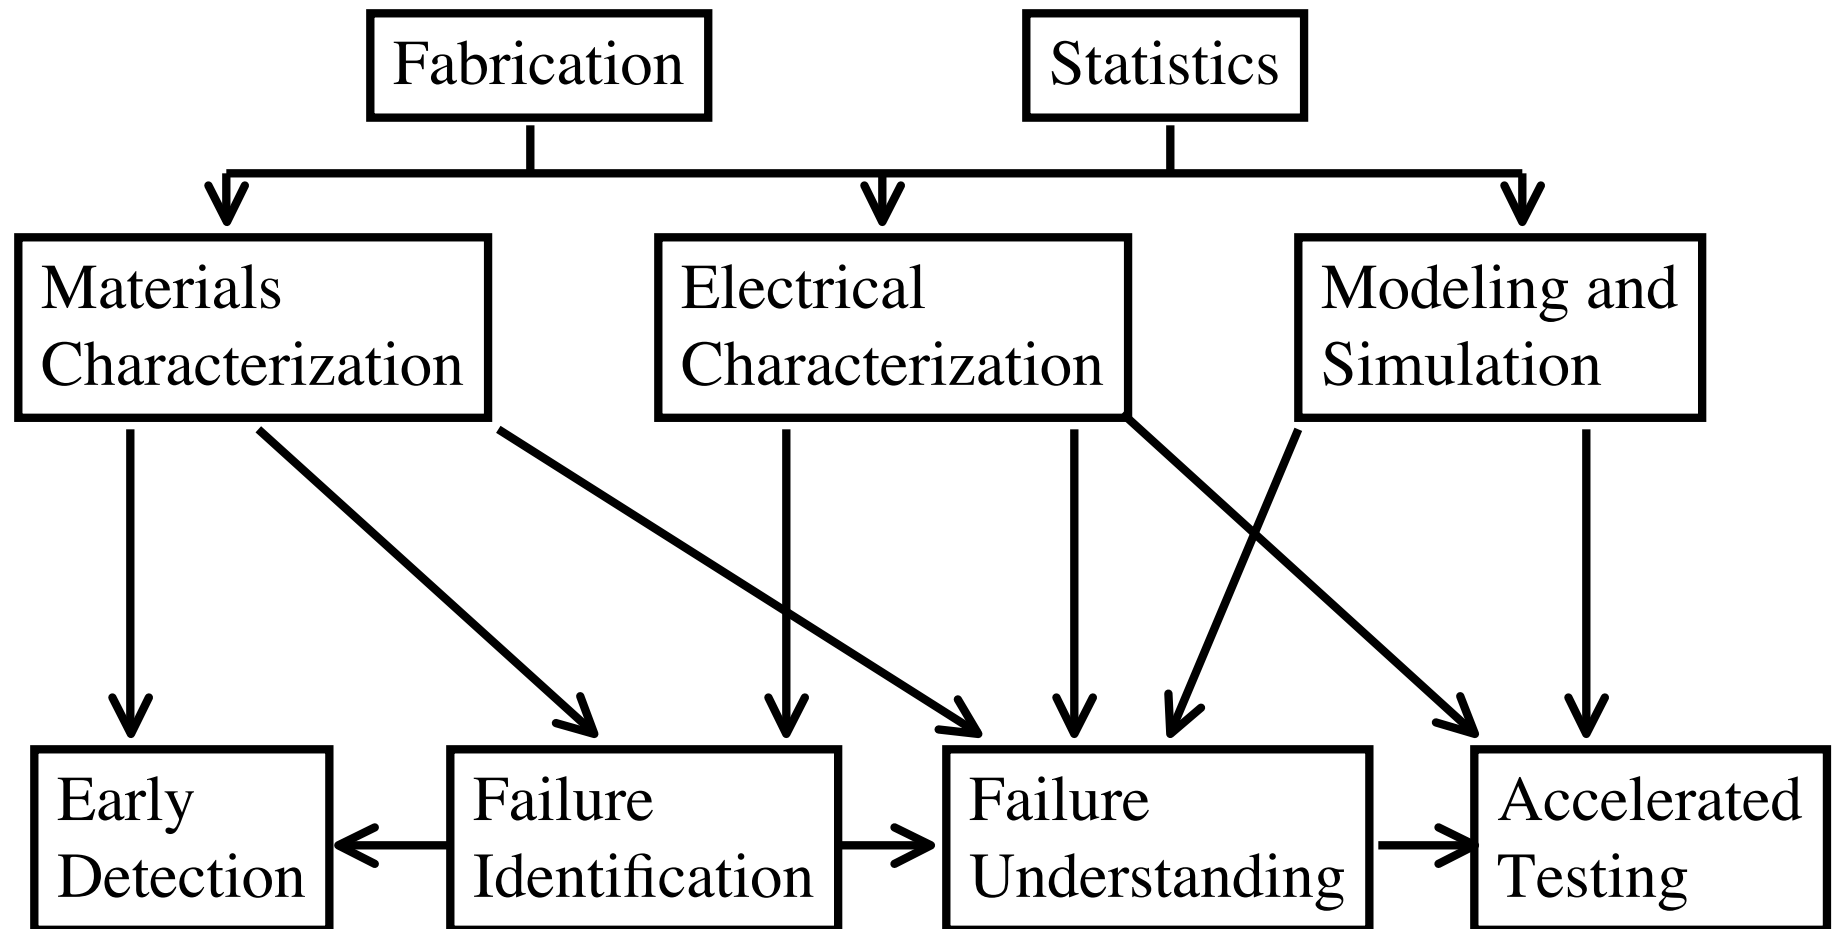 Fabrication
Statistics
Materials
Characterization
Electrical
Characterization
Modeling and
Simulation
Early
Detection
Failure
Identification
Failure
Understanding
Accelerated
Testing